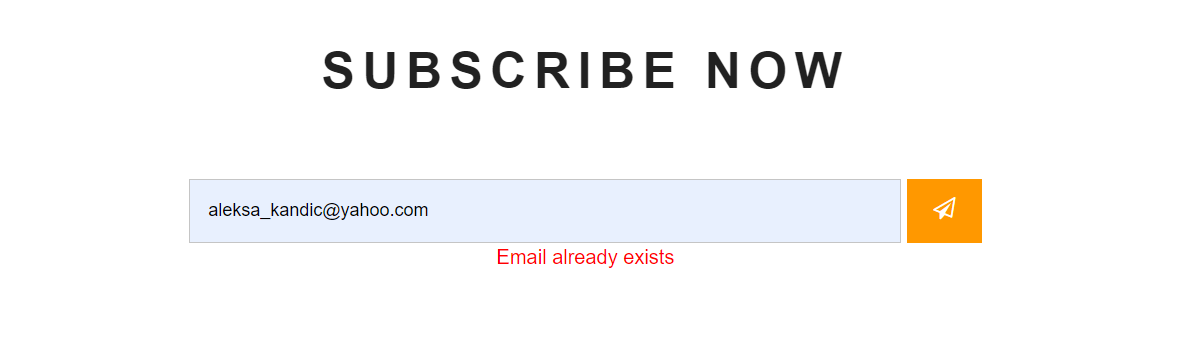 SUBSCRIBE NOW
aleksa_kandic@yahoo.com
Email already exists